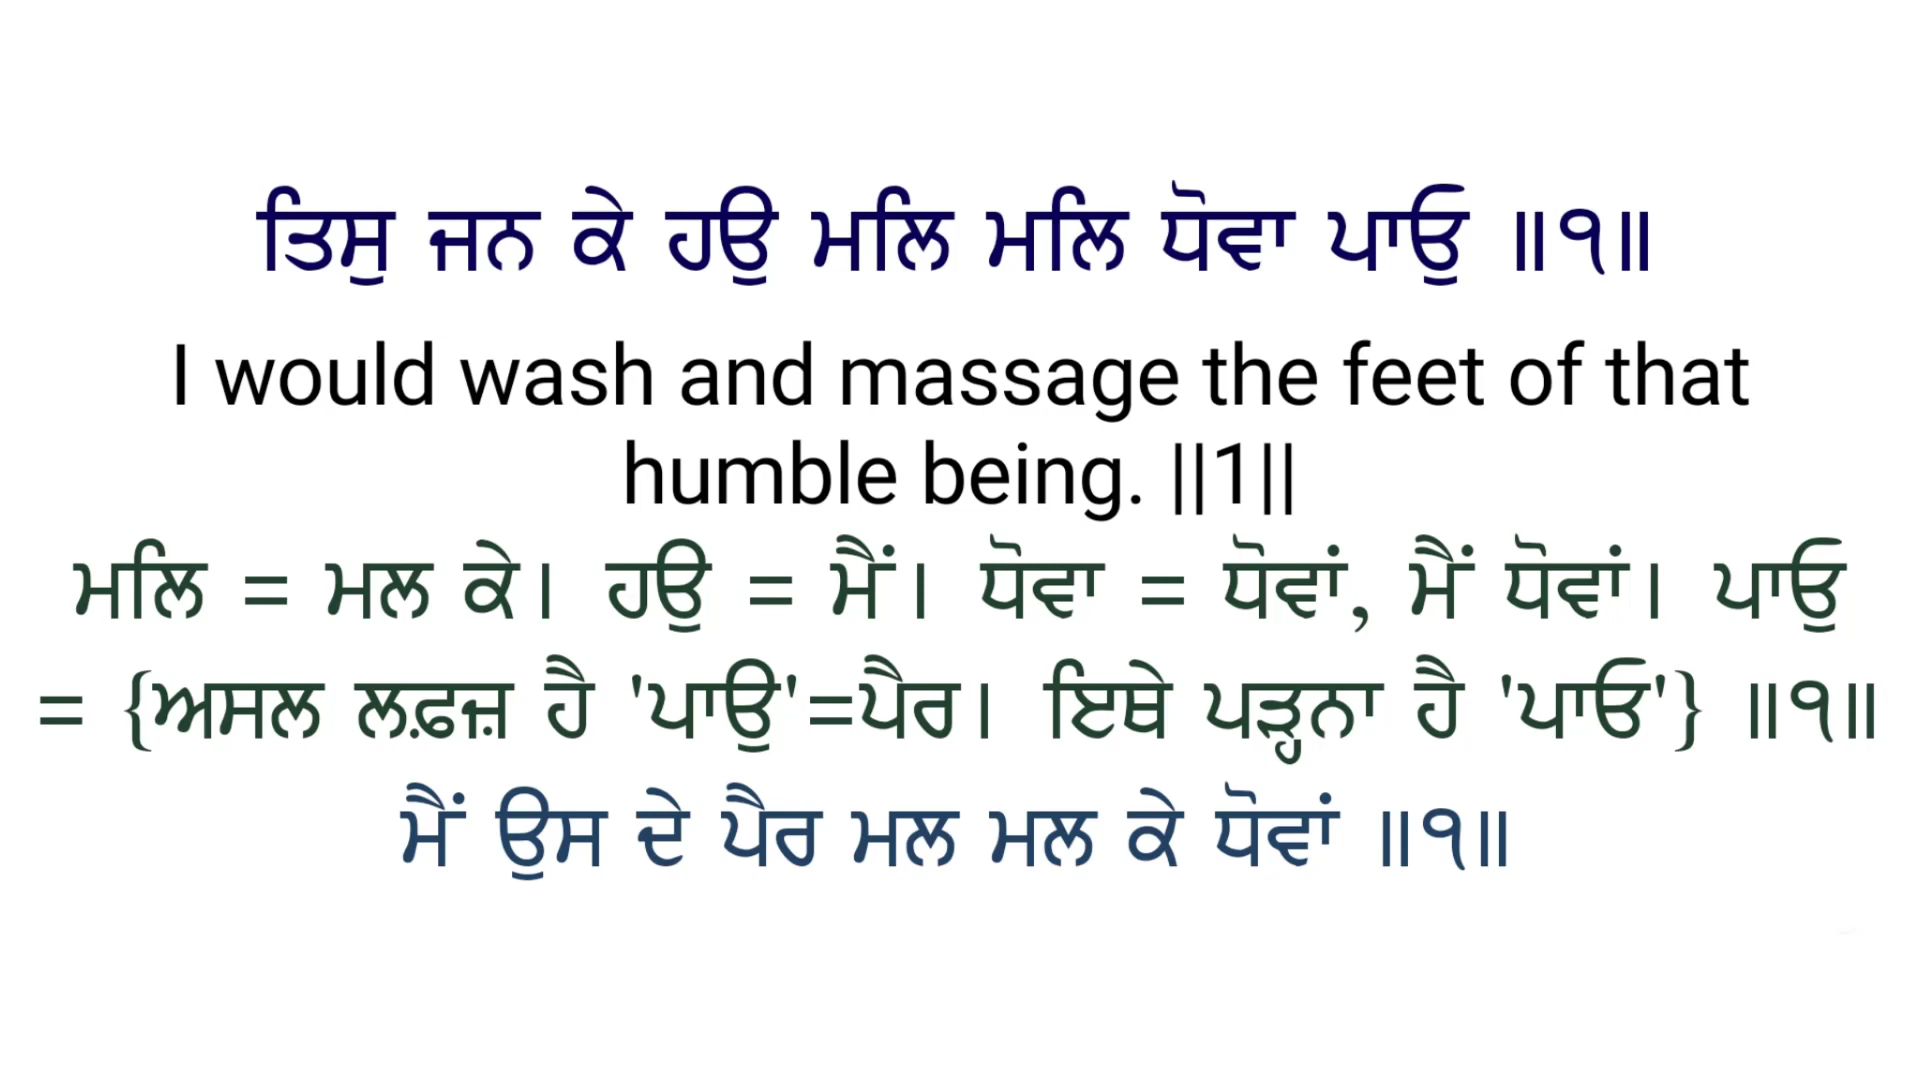 ਤਿਸੁ ਜਨ ਕੇ ਹਉ ਮਲਿ ਮਲਿ ਧੋਵਾ ਪਾਓੁ ॥੧॥
I would wash and massage the feet of that
humble being. ||1||
ਮਲਿ = ਮਲ ਕੇ। ਹਉ = ਮੈਂ। ਧੋਵਾ = ਧੋਵਾਂ, ਮੈਂ ਧੋਵਾਂ। ਪਾਓੁ
= {ਅਸਲ ਲਫ਼ਜ਼ ਹੈ 'ਪਾਉ'=ਪੈਰ। ਇਥੇ ਪੜ੍ਹਨਾ ਹੈ 'ਪਾਓ'} ॥੧॥
ਮੈਂ ਉਸ ਦੇ ਪੈਰ ਮਲ ਮਲ ਕੇ ਧੋਵਾਂ ॥੧॥